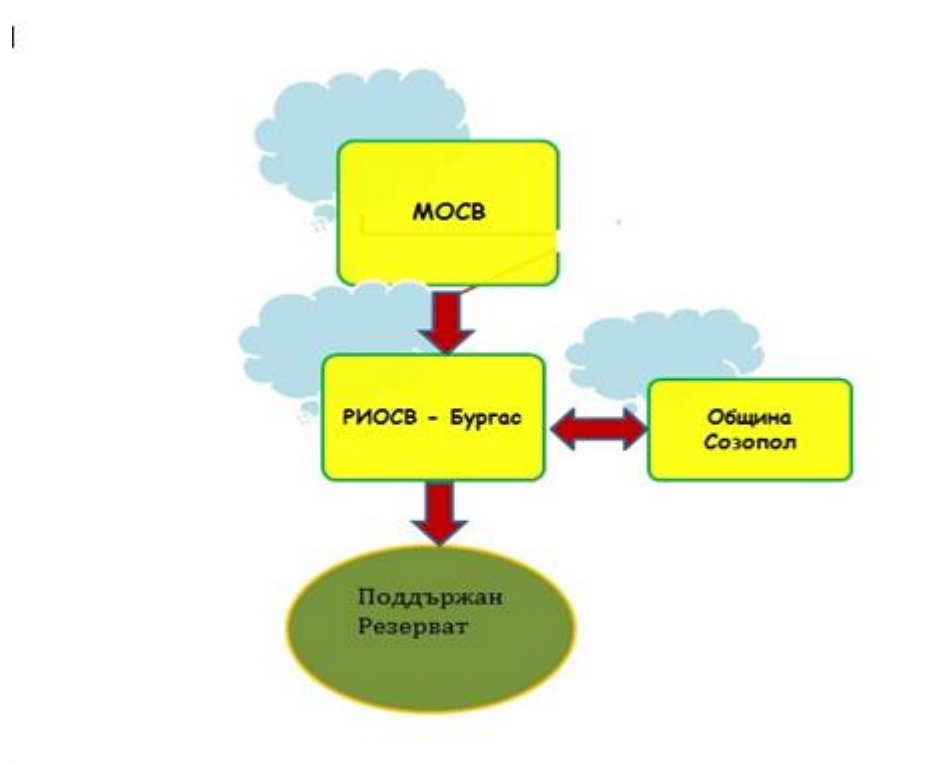 МОСВ
РИОСВ - Бургас
Община
Созопол
Поддържан
Резерват